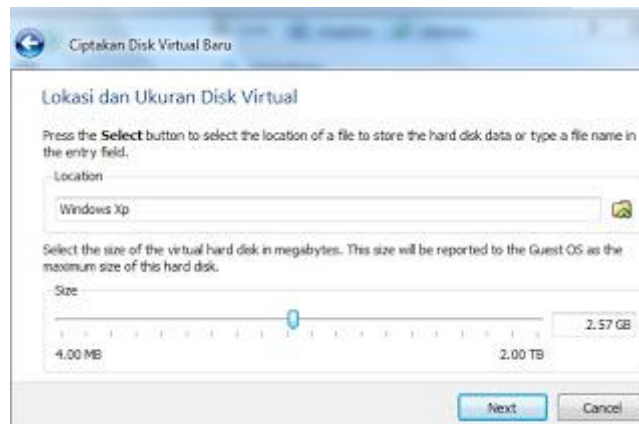 Ciptakan Disk Virtual Baru
Lokasi dan Ukuran Disk Virtual
Press the Select button to select the location of a file to store the hard disk data or type a file name in
the entry field.
Location
Windows Xp
Select the size of the virtual hard disk in megabytes. This size will be reported to the Guest OS as the
maximum size of this hard disk.
Size
2.57 GB
4.00 MB 2.00 TB
Next Cancel